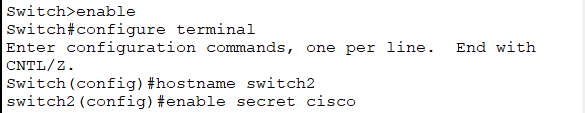 Switch>enable
Switch#configure terminal
Enter configuration commands, one per line.  End with
CNTL/Z.
Switch(config)#hostname switch2
switch2(config)#enable secret cisco